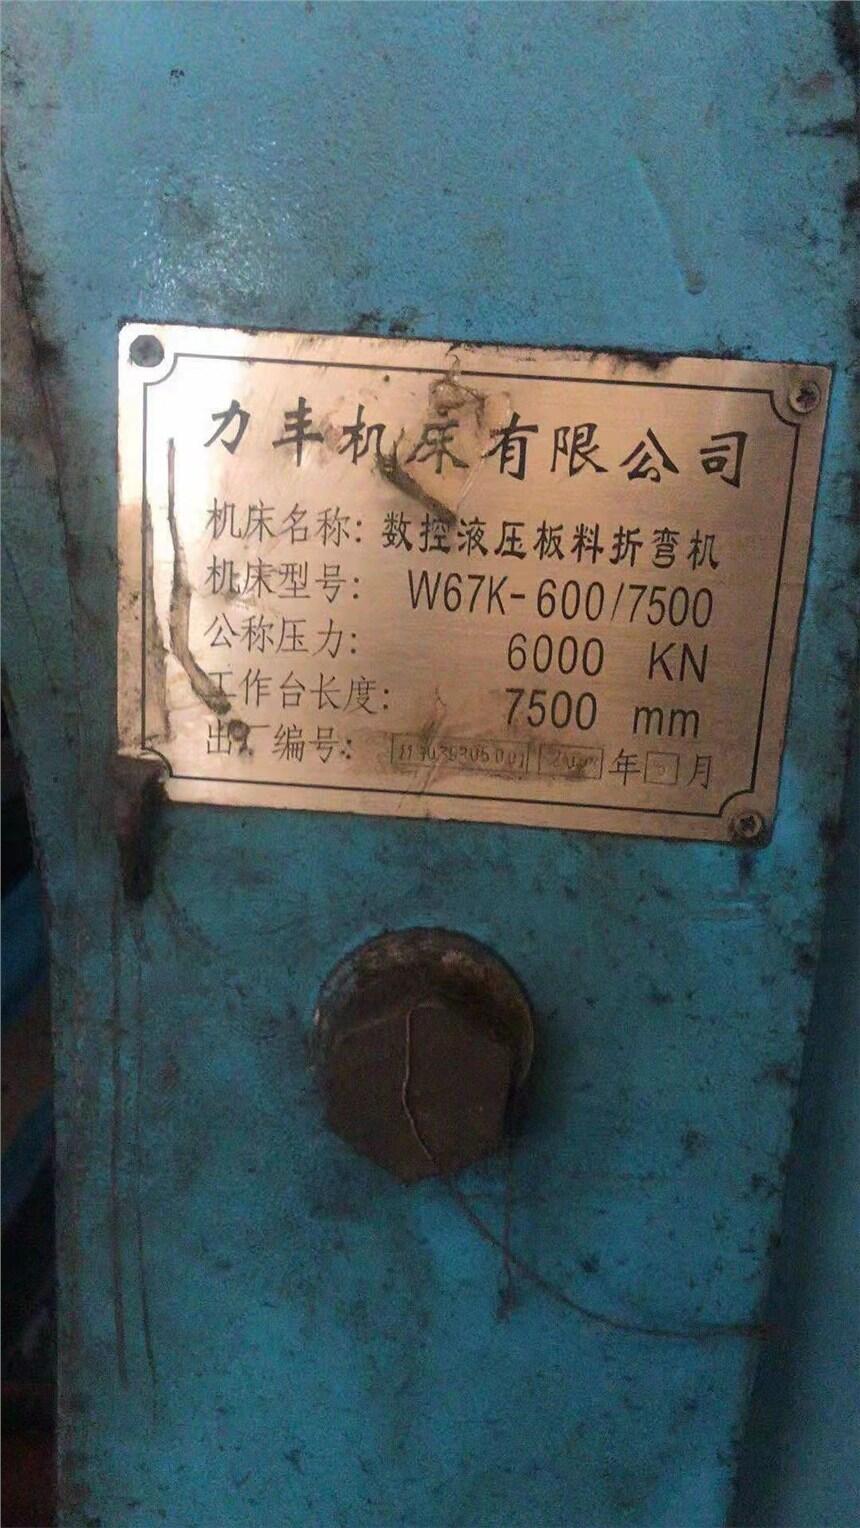 力丰机床有限公司
机床名称: 数控液压板料折弯机
机床型号: W67K-600/7500
公称压力: 6000 KN
工作台长度: 7500 mm
出厂编号: 年 月